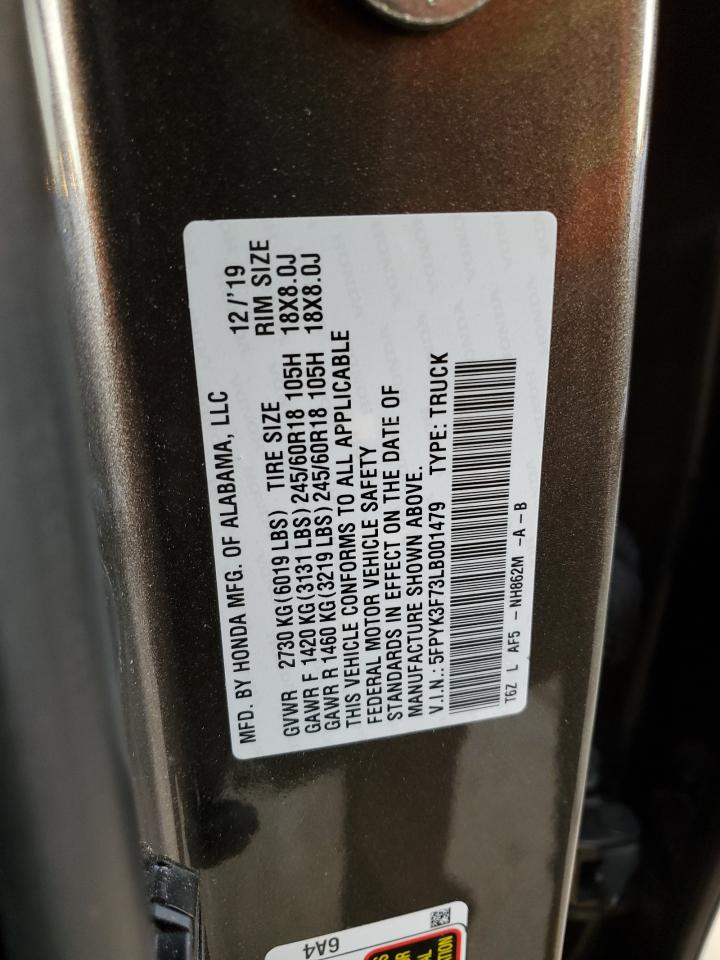 MFD. BY HONDA MFG. OF ALABAMA, LLC 12/'19
GVWR 2730 KG(6019 LBS) TIRE SIZE RIM SIZE
GAWR F 1420 KG(3131 LBS) 245/60R18 105H 18X8.0J
GAWR R 1460 KG(3219 LBS) 245/60R18 105H 18X8.0J
THIS VEHICLE CONFORMS TO ALL APPLICABLE
FEDERAL MOTOR VEHICLE SAFETY
STANDARDS IN EFFECT ON THE DATE OF
MANUFACTURE SHOWN ABOVE.
V.I.N.: 5FPYK3F73LB001479 TYPE: TRUCK
T6Z L AF5 - NH862M -A-B
6A4